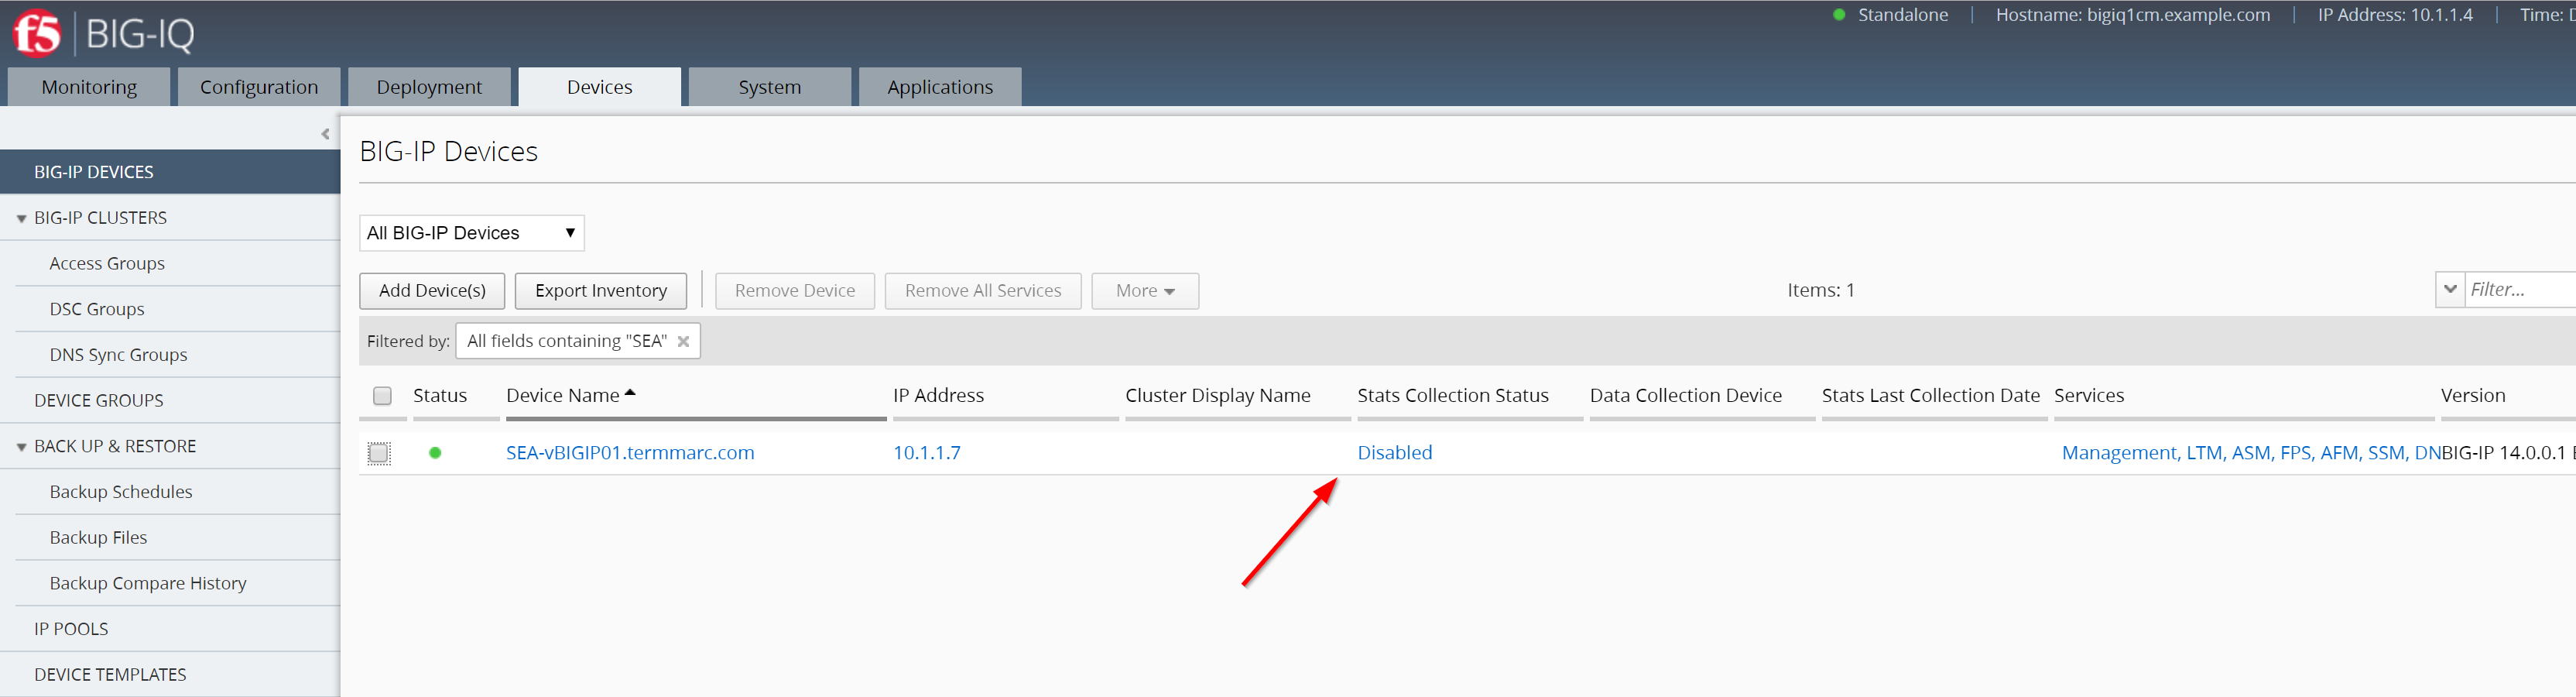 f5 BIG-IQ
Standalone Hostname: bigiq1cm.example.com IP Address: 10.1.1.4 Time:
Monitoring Configuration Deployment Devices System Applications
BIG-IP DEVICES
BIG-IP CLUSTERS
Access Groups
DSC Groups
DNS Sync Groups
DEVICE GROUPS
BACK UP & RESTORE
Backup Schedules
Backup Files
Backup Compare History
IP POOLS
DEVICE TEMPLATES
BIG-IP Devices
All BIG-IP Devices
Add Device(s) Export Inventory Remove Device Remove All Services More Items: 1 Filter...
Filtered by: All fields containing "SEA"
Status Device Name IP Address Cluster Display Name Stats Collection Status Data Collection Device Stats Last Collection Date Services Version
SEA-vBIGIP01.termmarc.com 10.1.1.7 Disabled Management, LTM, ASM, FPS, AFM, SSM, DN BIG-IP 14.0.0.1